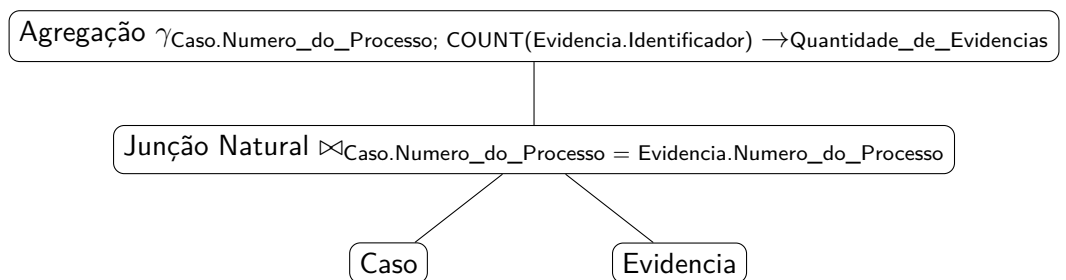 Agregação γCaso.Numero_do_Processo; COUNT(Evidencia.Identificador) →Quantidade_de_Evidencias
Junção Natural ⋈Caso.Numero_do_Processo = Evidencia.Numero_do_Processo
Caso
Evidencia